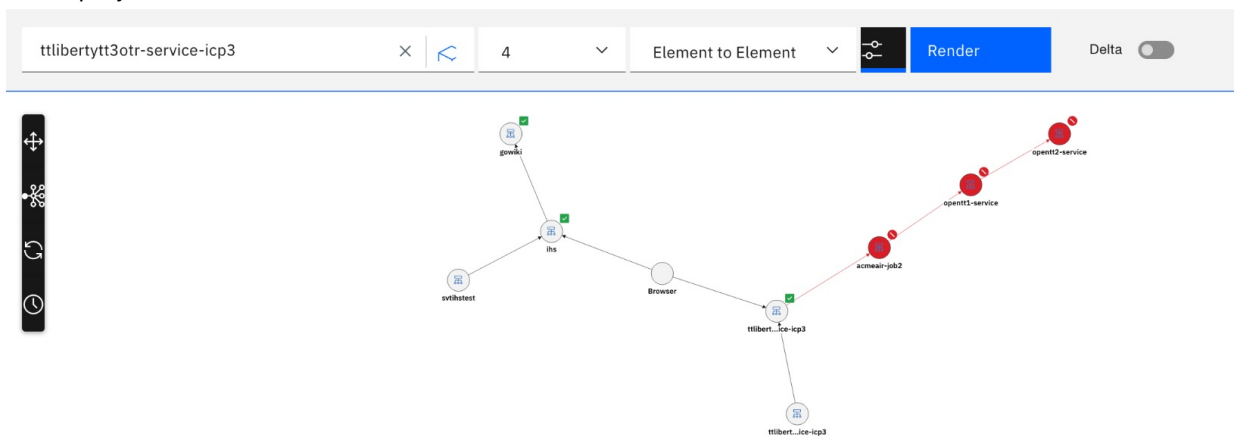 ttlibertytt3otr-service-icp3
4
Element to Element
Render
Delta
gowiki
opentt2-service
opentt1-service
ihs
acmeair-job2
svtihstest
Browser
ttlibert...ice-icp3
ttlibert...ice-icp3